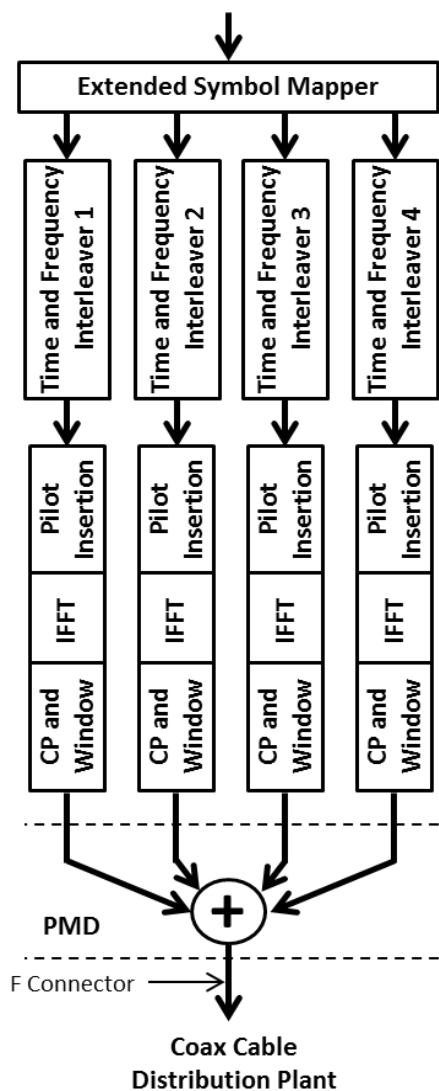 Extended Symbol Mapper
Time and Frequency
Interleaver 1
Time and Frequency
Interleaver 2
Time and Frequency
Interleaver 3
Time and Frequency
Interleaver 4
Pilot
Insertion
Pilot
Insertion
Pilot
Insertion
Pilot
Insertion
IFFT
IFFT
IFFT
IFFT
CP and
Window
CP and
Window
CP and
Window
CP and
Window
+
PMD
F Connector
Coax Cable
Distribution Plant